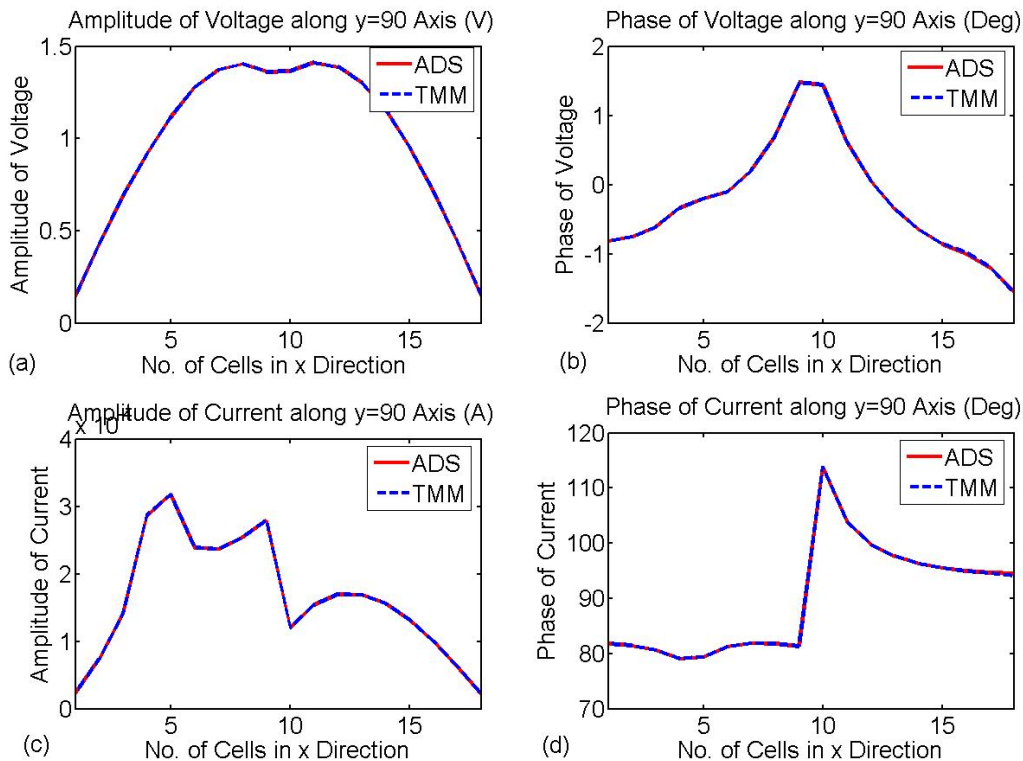 Amplitude of Voltage along y=90 Axis (V)
Amplitude of Voltage
1.5
1
0.5
0
5
10
15
ADS
TMM
No. of Cells in x Direction
(a)
Phase of Voltage along y=90 Axis (Deg)
Phase of Voltage
2
1
0
-1
-2
5
10
15
ADS
TMM
No. of Cells in x Direction
(b)
Amplitude of Current along y=90 Axis (A)
x 10
Amplitude of Current
4
3
2
1
0
5
10
15
ADS
TMM
No. of Cells in x Direction
(c)
Phase of Current along y=90 Axis (Deg)
Phase of Current
120
110
100
90
80
70
5
10
15
ADS
TMM
No. of Cells in x Direction
(d)